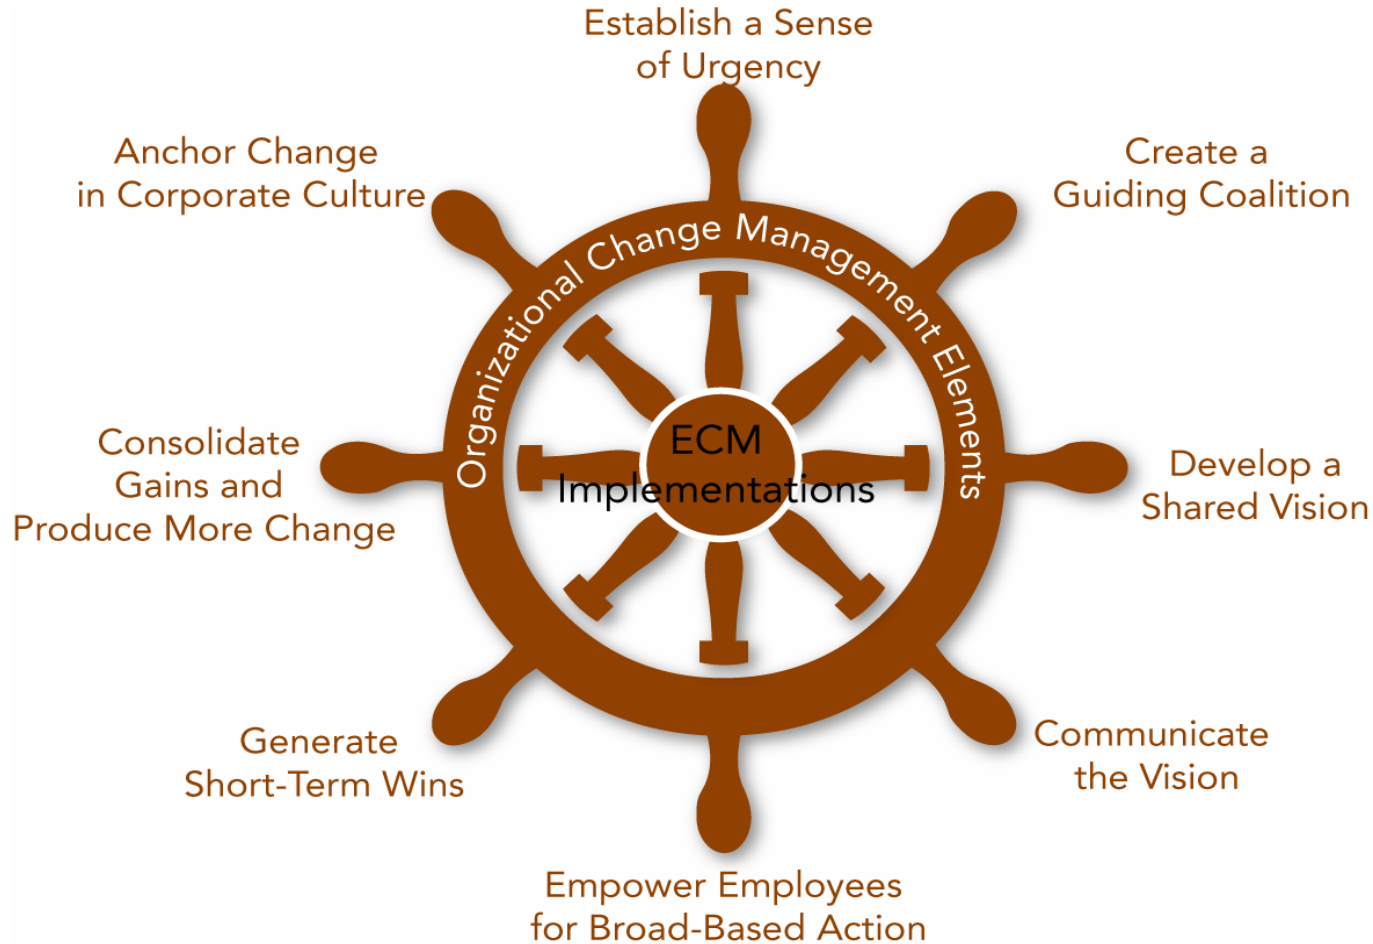 Establish a Sense
of Urgency
Anchor Change
in Corporate Culture
Create a
Guiding Coalition
Organizational Change Management Elements
ECM
Implementations
Consolidate
Gains and
Produce More Change
Develop a
Shared Vision
Generate
Short-Term Wins
Communicate
the Vision
Empower Employees
for Broad-Based Action